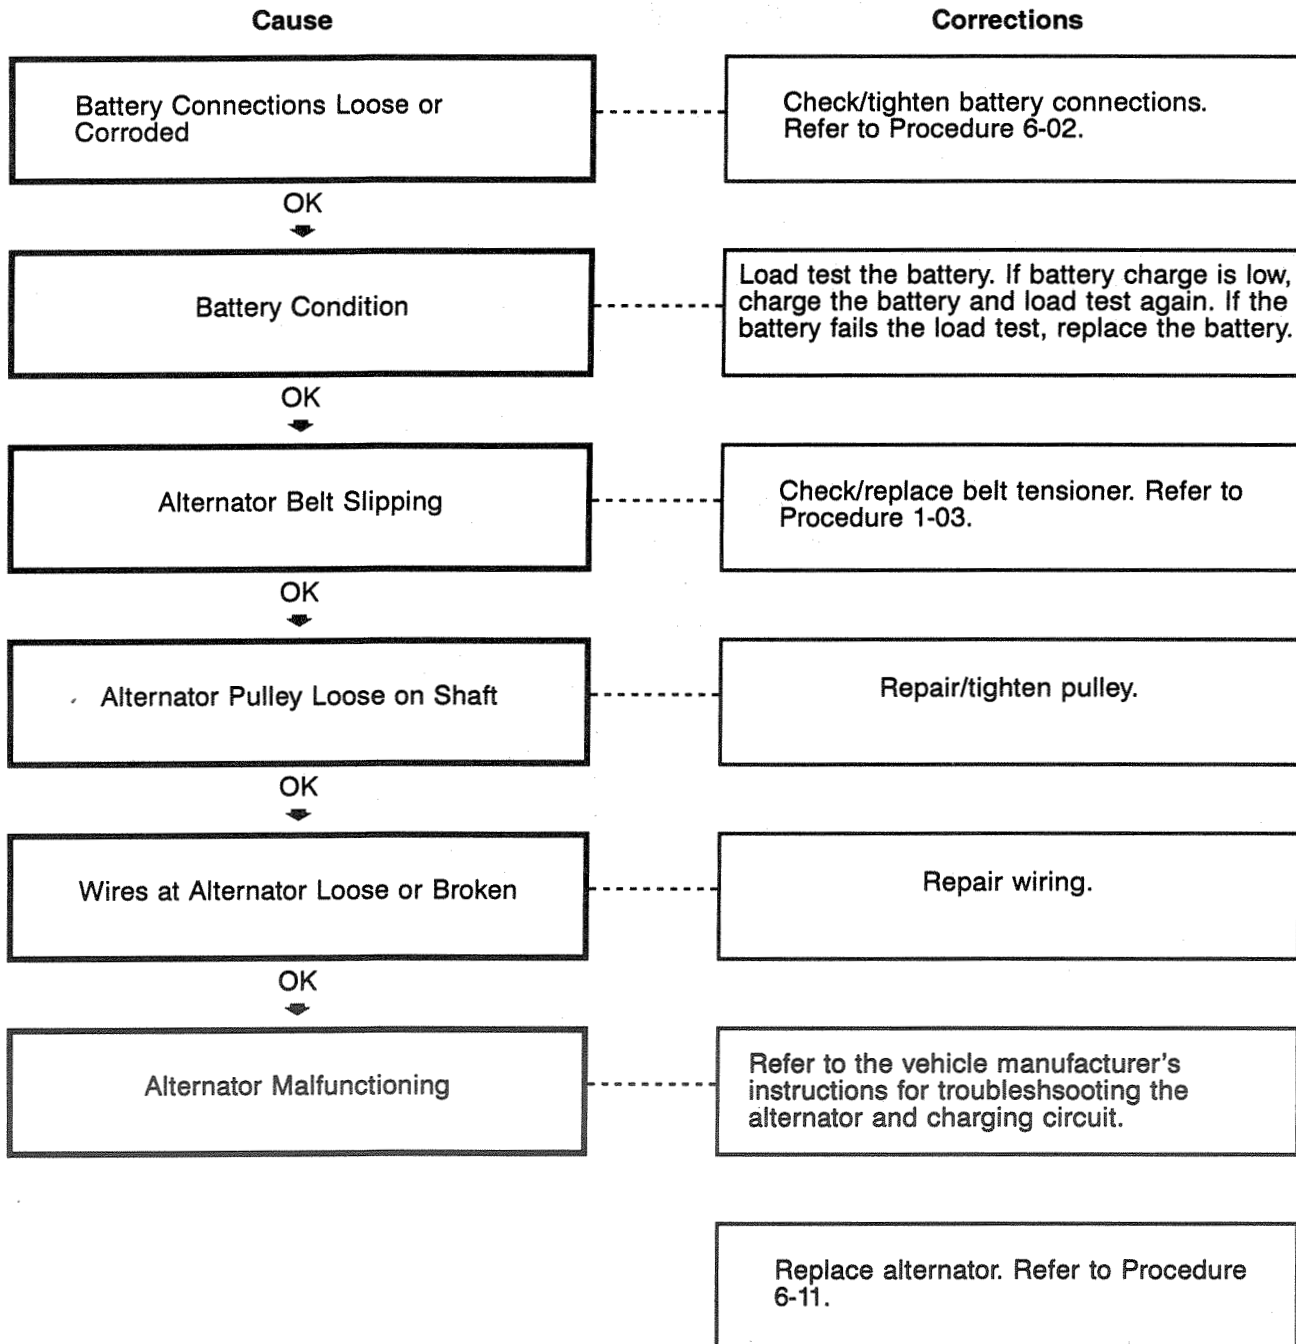 Cause
Corrections
Battery Connections Loose or
Corroded
Check/tighten battery connections.
Refer to Procedure 6-02.
OK
Battery Condition
Load test the battery. If battery charge is low,
charge the battery and load test again. If the
battery fails the load test, replace the battery.
OK
Alternator Belt Slipping
Check/replace belt tensioner. Refer to
Procedure 1-03.
OK
Alternator Pulley Loose on Shaft
Repair/tighten pulley.
OK
Wires at Alternator Loose or Broken
Repair wiring.
OK
Alternator Malfunctioning
Refer to the vehicle manufacturer's
instructions for troubleshsooting the
alternator and charging circuit.
Replace alternator. Refer to Procedure
6-11.